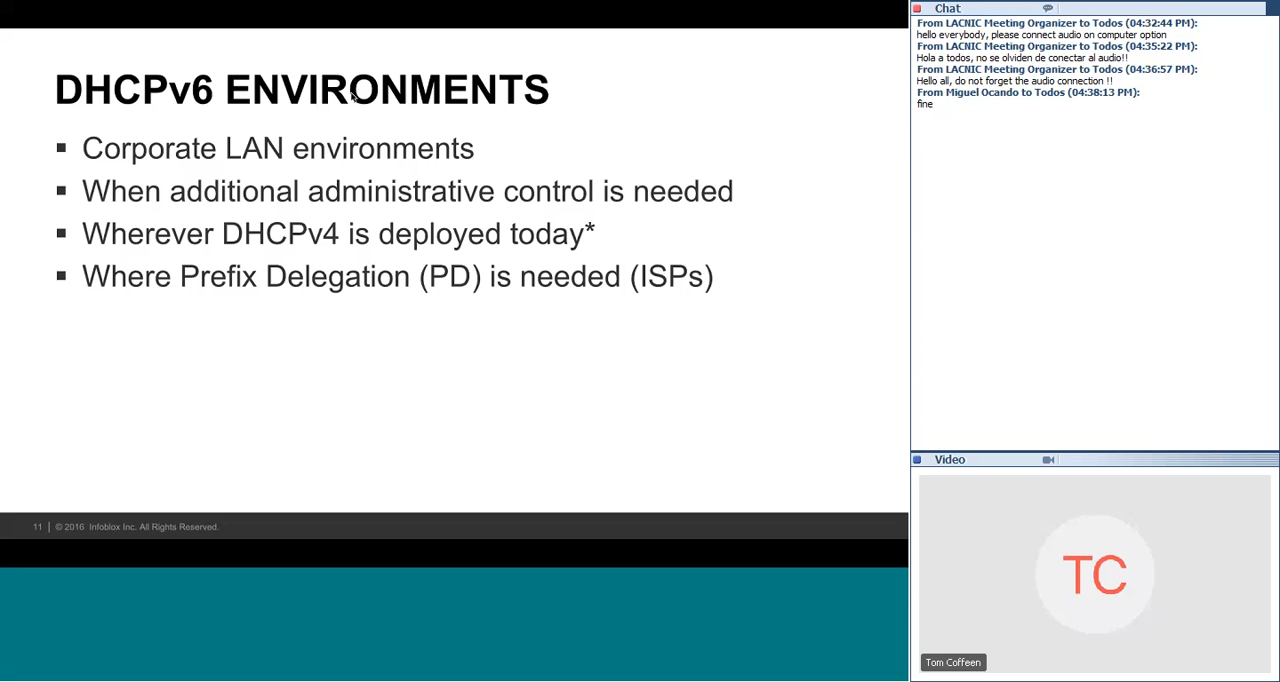 DHCPv6 ENVIRONMENTS
▪ Corporate LAN environments
▪ When additional administrative control is needed
▪ Wherever DHCPv4 is deployed today*
▪ Where Prefix Delegation (PD) is needed (ISPs)
11 | © 2016 Infoblox Inc. All Rights Reserved.
Chat
From LACNIC Meeting Organizer to Todos (04:32:44 PM):
hello everybody, please connect audio on computer option
From LACNIC Meeting Organizer to Todos (04:35:22 PM):
Hola a todos, no se olviden de conectar al audio!!
From LACNIC Meeting Organizer to Todos (04:36:57 PM):
Hello all, do not forget the audio connection !!
From Miguel Ocando to Todos (04:38:13 PM):
fine
Video
TC
Tom Coffeen